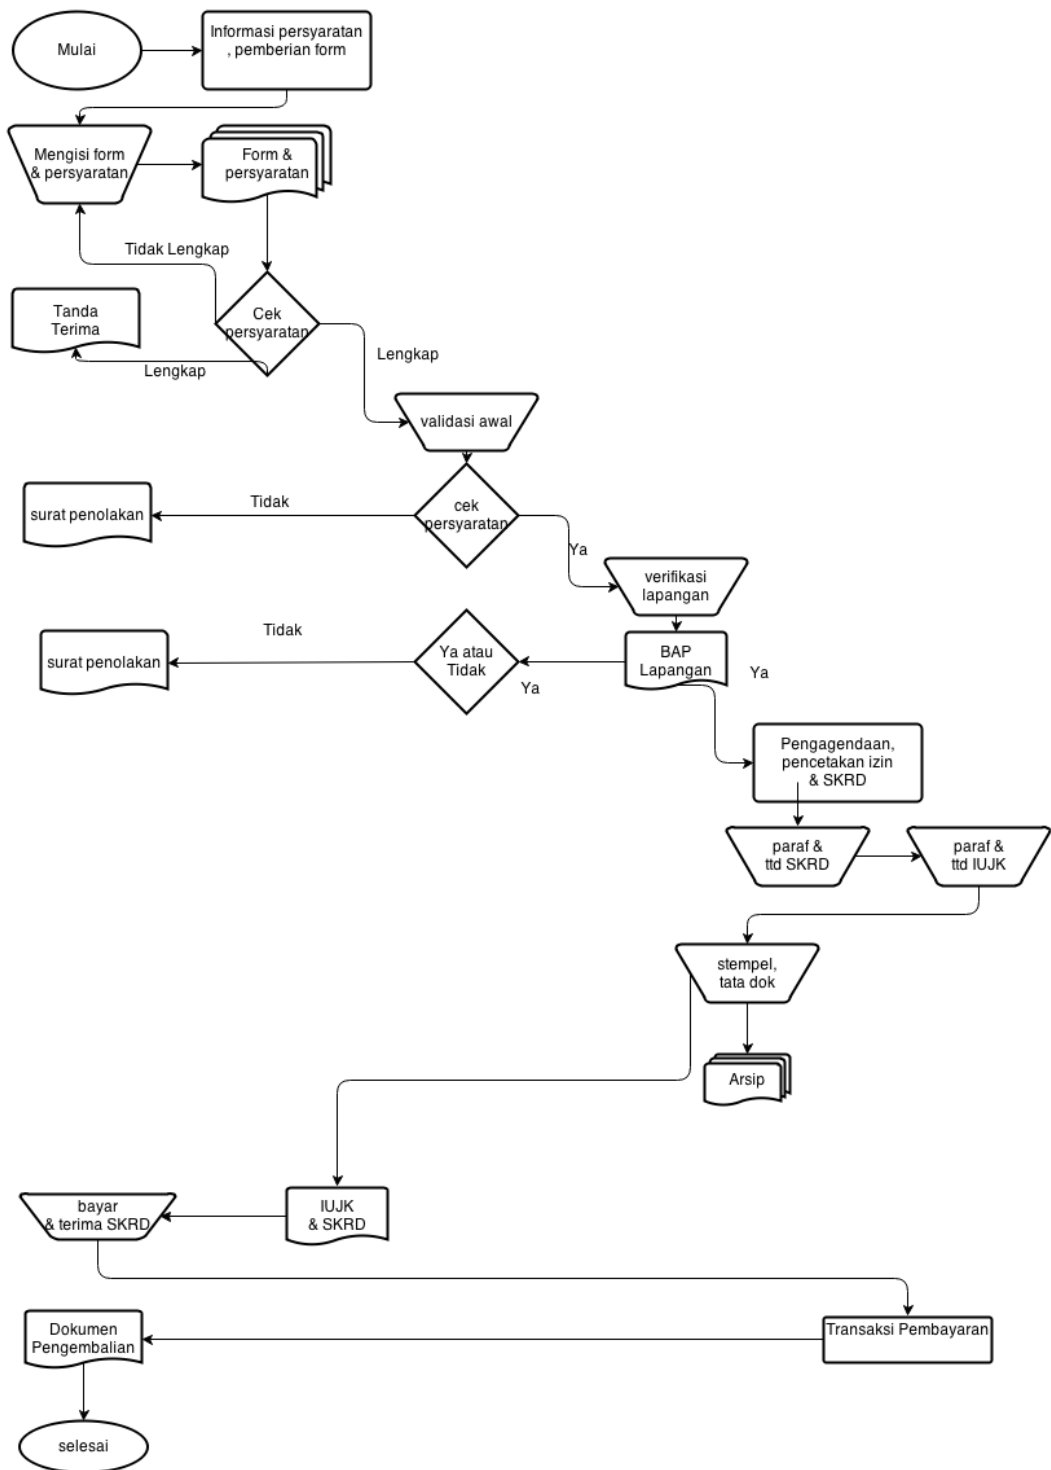 Mulai
Informasi persyaratan
, pemberian form
Mengisi form
& persyaratan
Form &
persyaratan
Tidak Lengkap
Tanda
Terima
Cek
persyaratan
Lengkap
Lengkap
validasi awal
surat penolakan
Tidak
cek
persyaratan
Ya
verifikasi
lapangan
Tidak
surat penolakan
Ya atau
Tidak
Ya
BAP
Lapangan
Ya
Pengagendaan,
pencetakan izin
& SKRD
paraf &
ttd SKRD
paraf &
ttd IUJK
stempel,
tata dok
Arsip
bayar
& terima SKRD
IUJK
& SKRD
Dokumen
Pengembalian
Transaksi Pembayaran
selesai